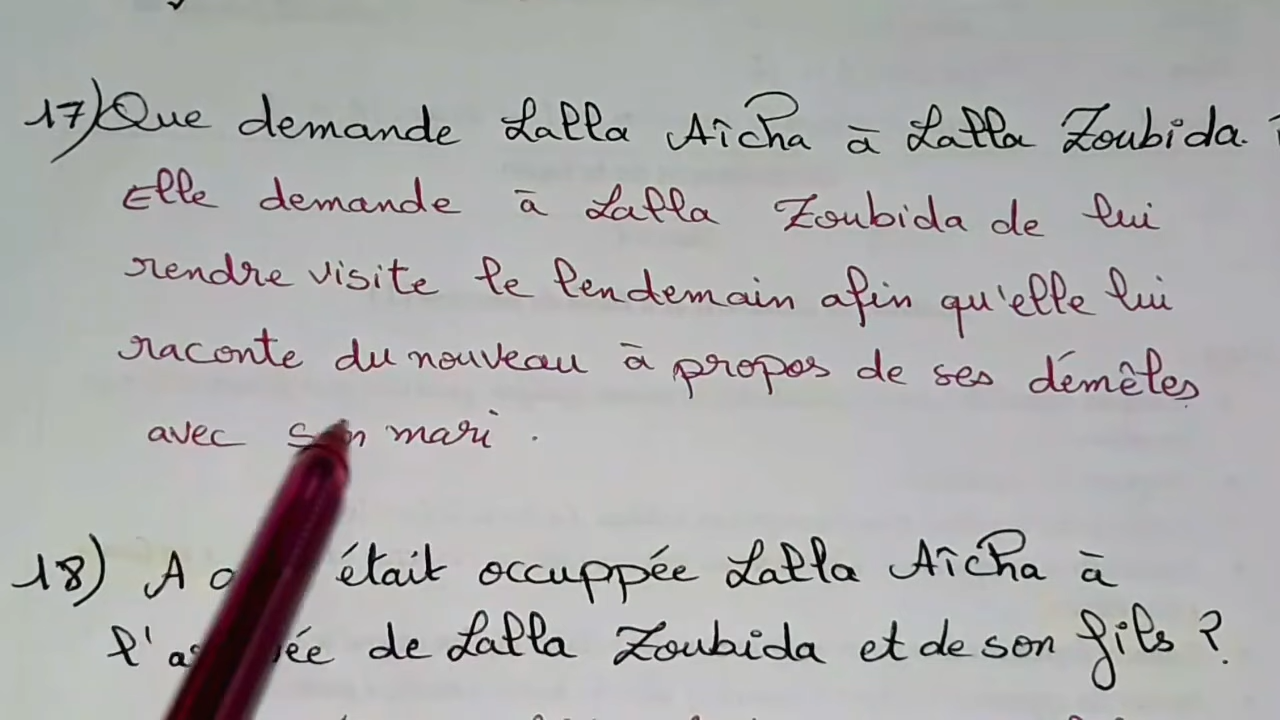 17) Que demande Lalla Aîcha à Lalla Zoubida. ?
Elle demande à Lalla Zoubida de lui
rendre visite le lendemain afin qu'elle lui
raconte du nouveau à propos de ses démêles
avec son mari .
18) A était occuppée Lalla Aîcha à
de Lalla Zoubida et de son fils ?